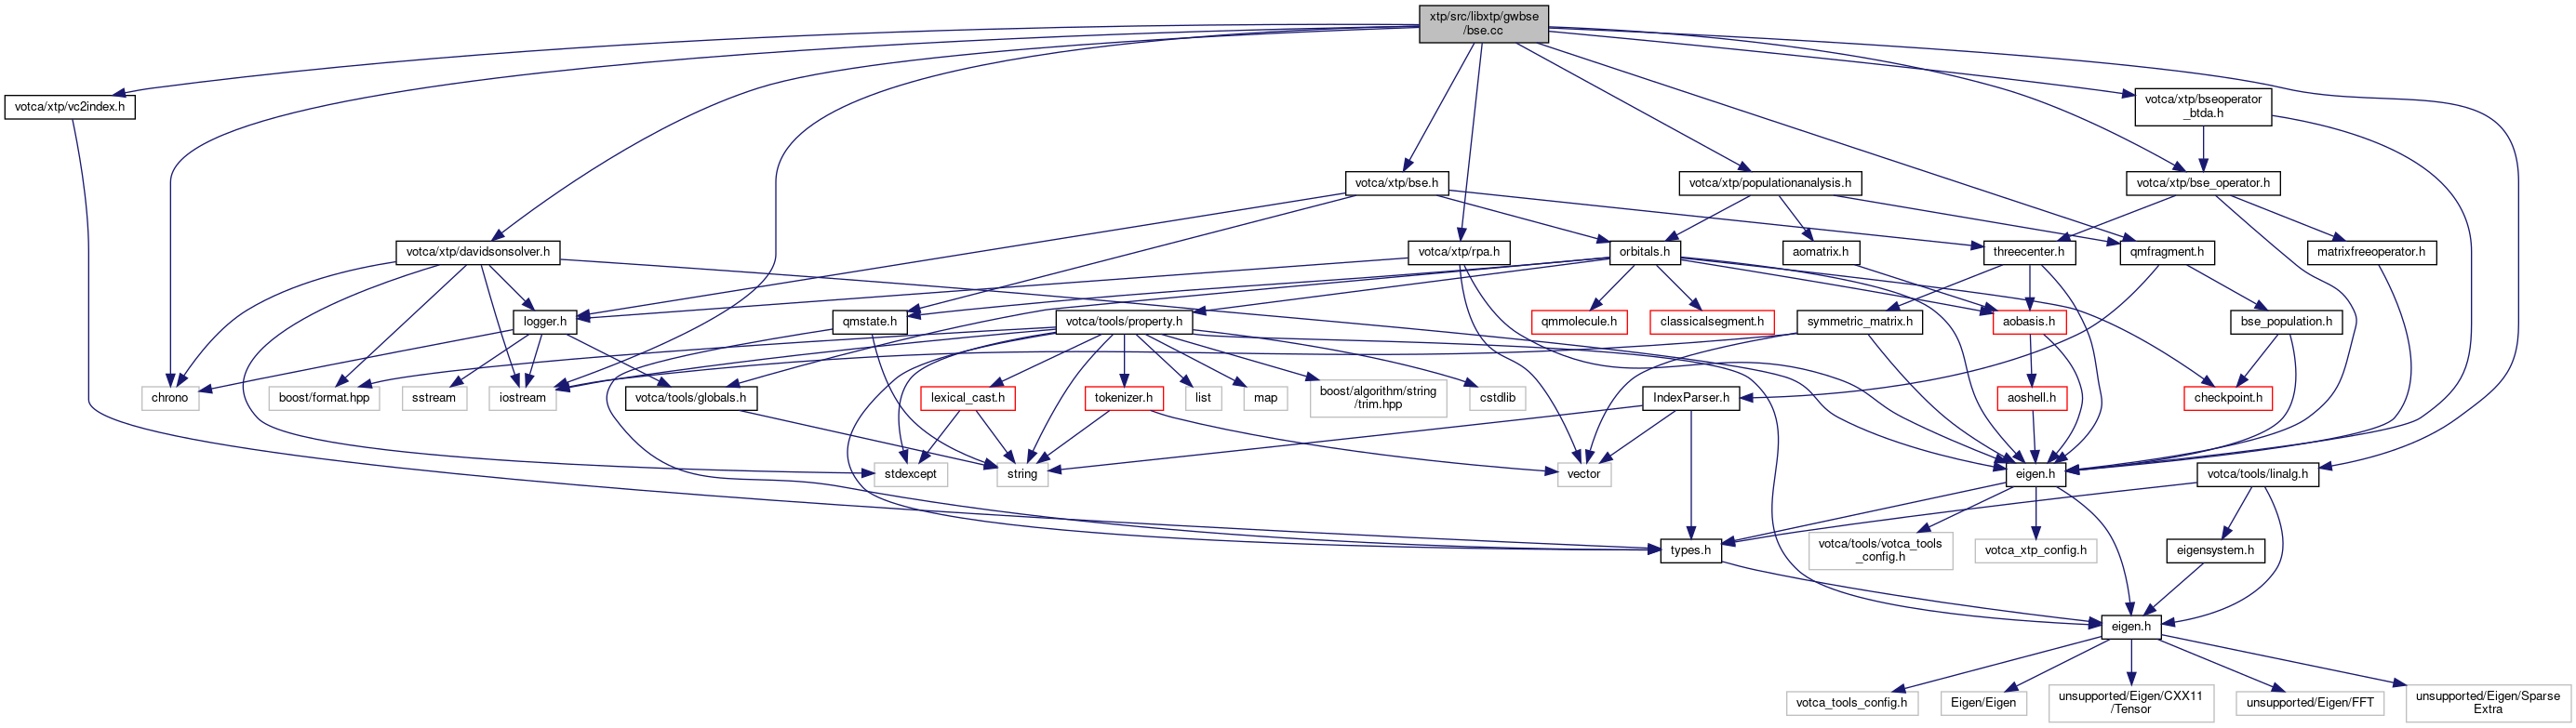 xtp/src/libxtp/gwbse
/bse.cc
votca/xtp/vc2index.h
votca/xtp/bseoperator
_btda.h
votca/xtp/bse.h
votca/xtp/populationanalysis.h
votca/xtp/bse_operator.h
votca/xtp/davidsonsolver.h
votca/xtp/rpa.h
orbitals.h
aomatrix.h
threecenter.h
qmfragment.h
matrixfreeoperator.h
logger.h
qmstate.h
votca/tools/property.h
qmmolecule.h
classicalsegment.h
symmetric_matrix.h
aobasis.h
bse_population.h
chrono
boost/format.hpp
sstream
iostream
votca/tools/globals.h
lexical_cast.h
tokenizer.h
list
map
boost/algorithm/string
/trim.hpp
cstdlib
IndexParser.h
aoshell.h
checkpoint.h
stdexcept
string
vector
eigen.h
votca/tools/linalg.h
types.h
votca/tools/votca_tools
_config.h
votca_xtp_config.h
eigensystem.h
eigen.h
votca_tools_config.h
Eigen/Eigen
unsupported/Eigen/CXX11
/Tensor
unsupported/Eigen/FFT
unsupported/Eigen/Sparse
Extra